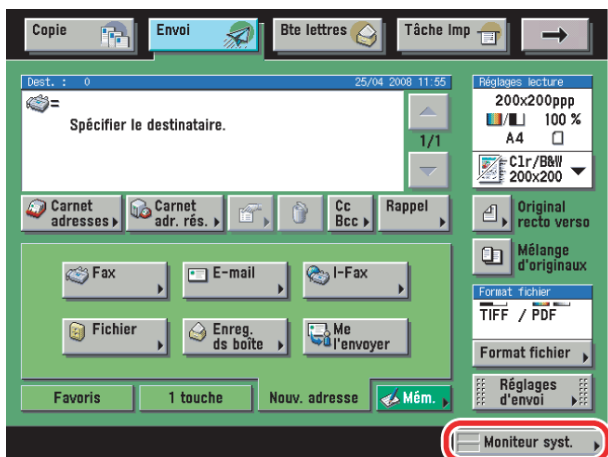 Copie
Envoi
Bte lettres
Tâche Imp
Dest. : 0
25/04 2008 11:55
=
Spécifier le destinataire.
1/1
Carnet
adresses
Carnet
adr. rés.
Cc
Bcc
Rappel
Fax
E-mail
I-Fax
Fichier
Enreg.
ds boîte
Me
l'envoyer
Favoris
1 touche
Nouv. adresse
Mém.
Réglages lecture
200x200ppp
100 %
A4
Clr/B&W
200x200
Original
recto verso
Mélange
d'originaux
Format fichier
TIFF / PDF
Format fichier
Réglages
d'envoi
Moniteur syst.